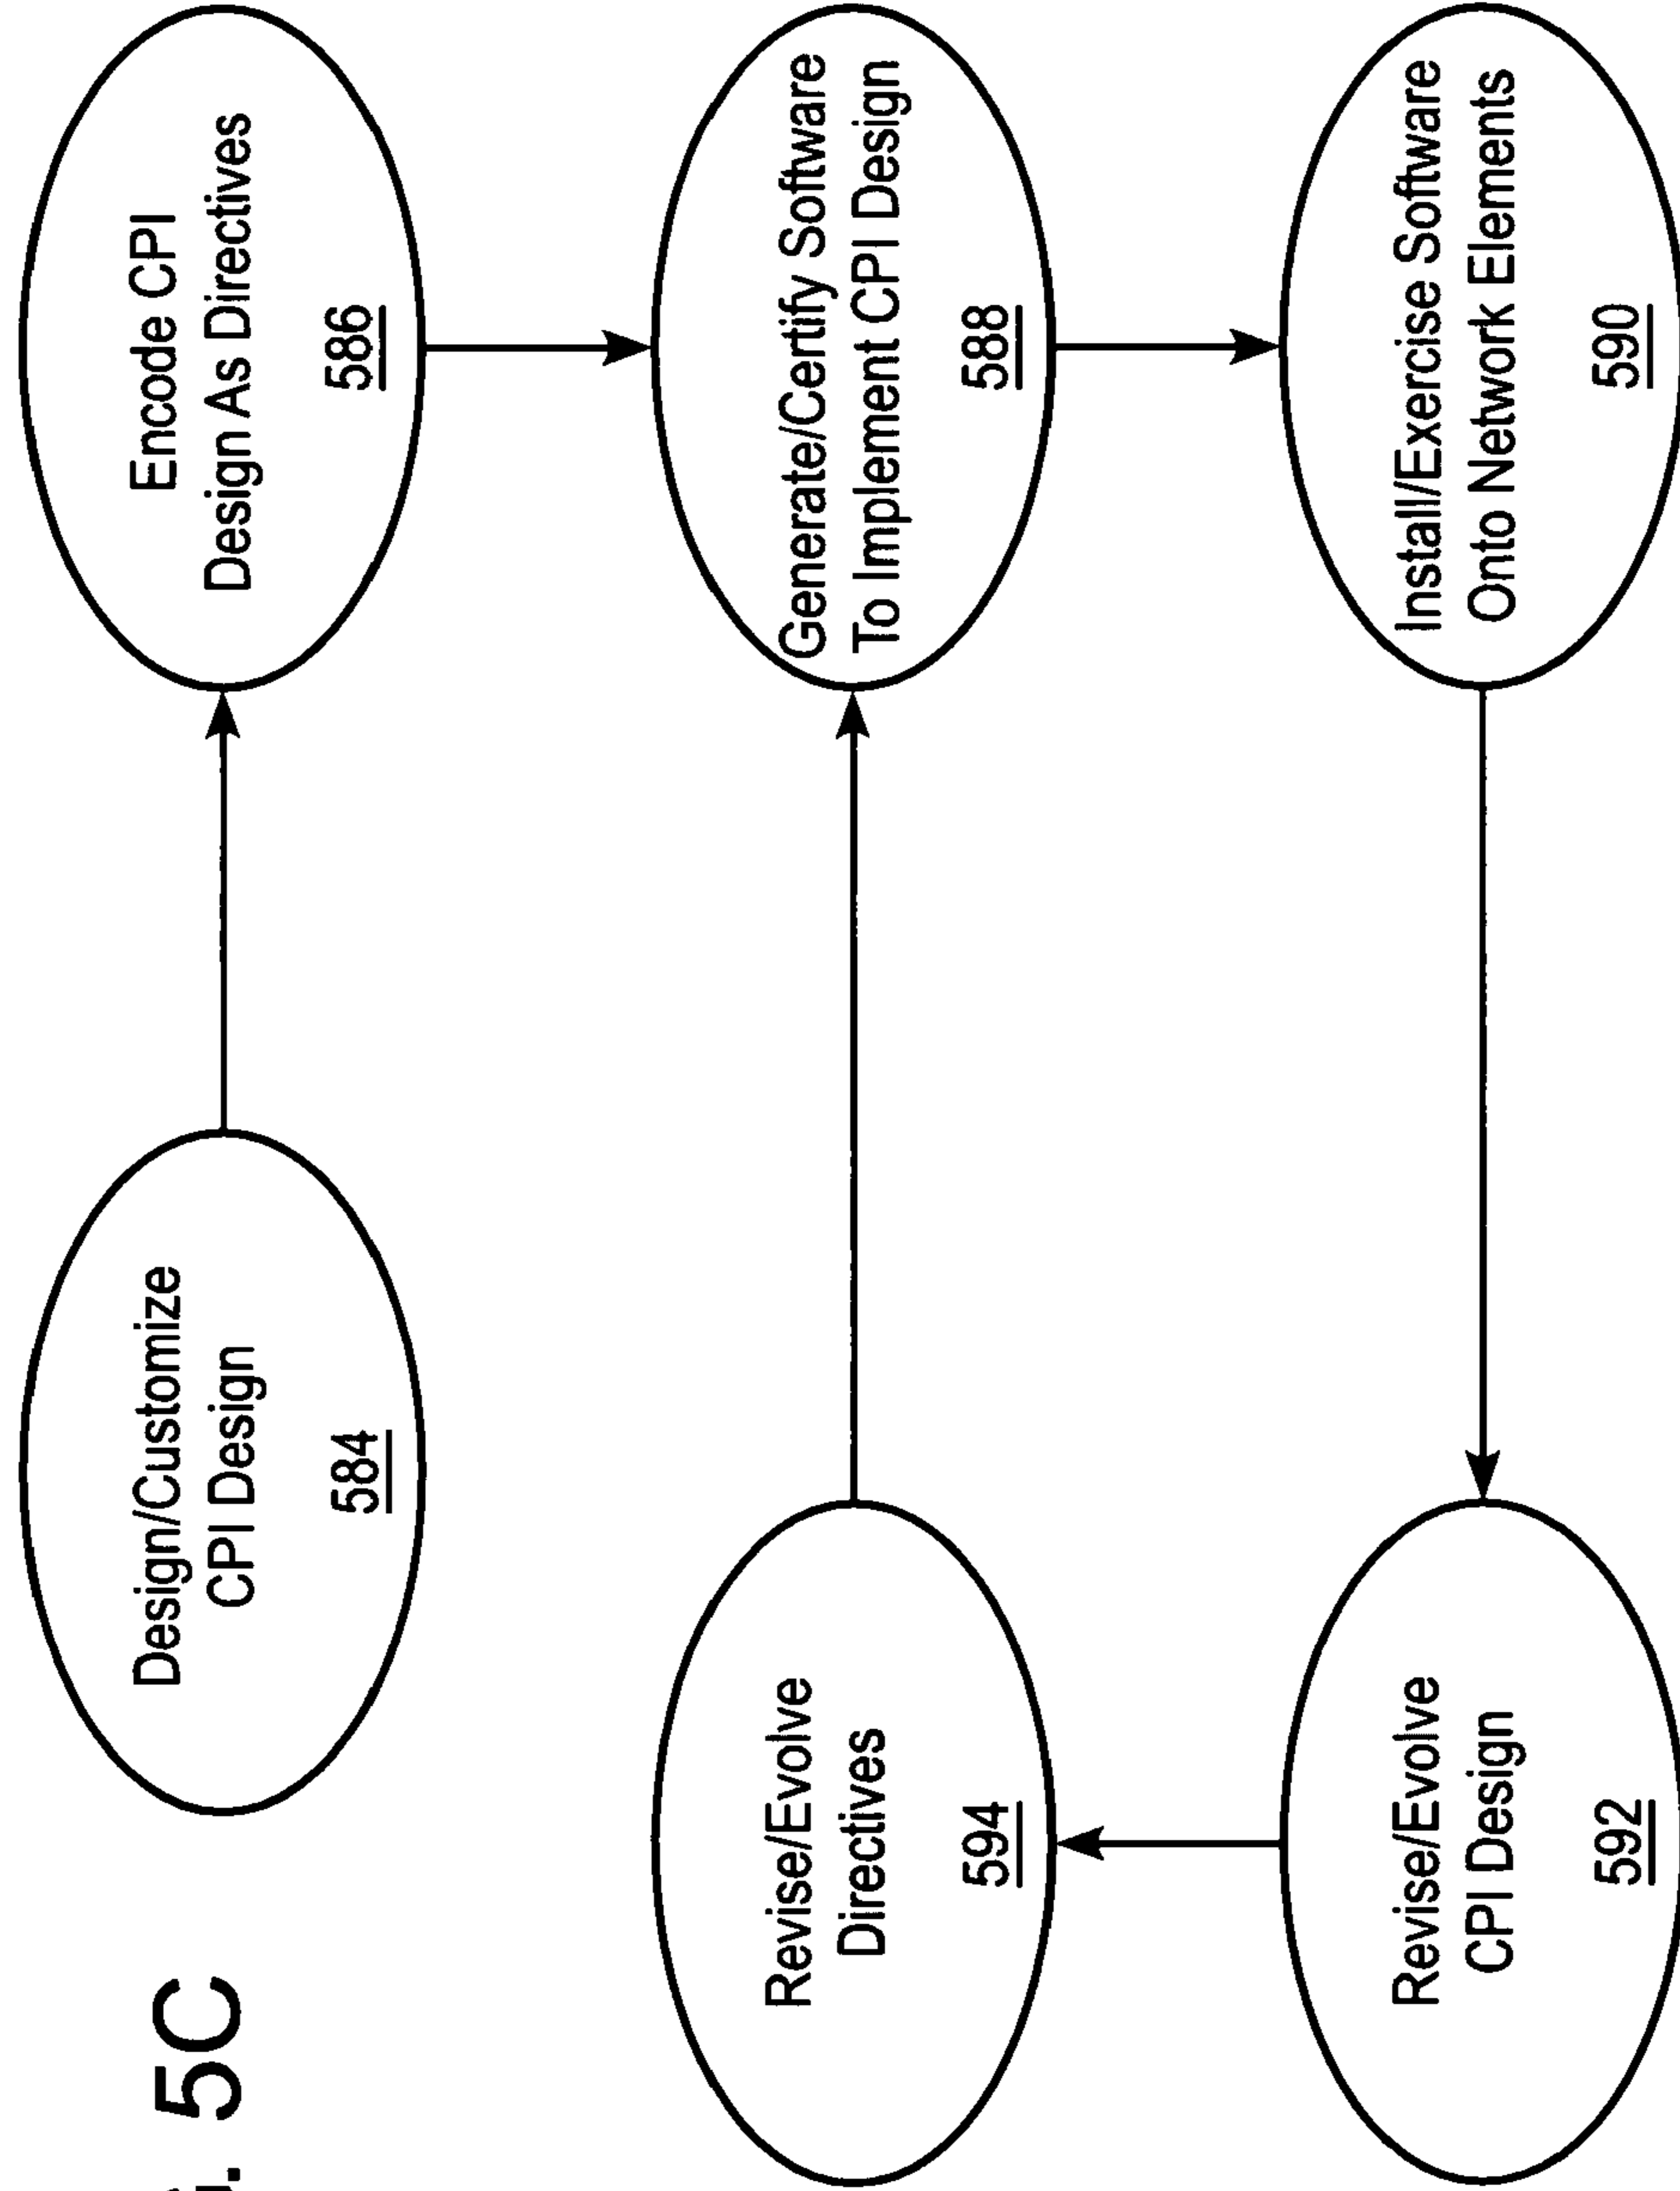 5C
Design/Customize
CPI Design
584
Encode CPI
Design As Directives
586
Revise/Evolve
Directives
594
Generate/Certify Software
To Implement CPI Design
588
Revise/Evolve
CPI Design
592
Install/Exercise Software
Onto Network Elements
590